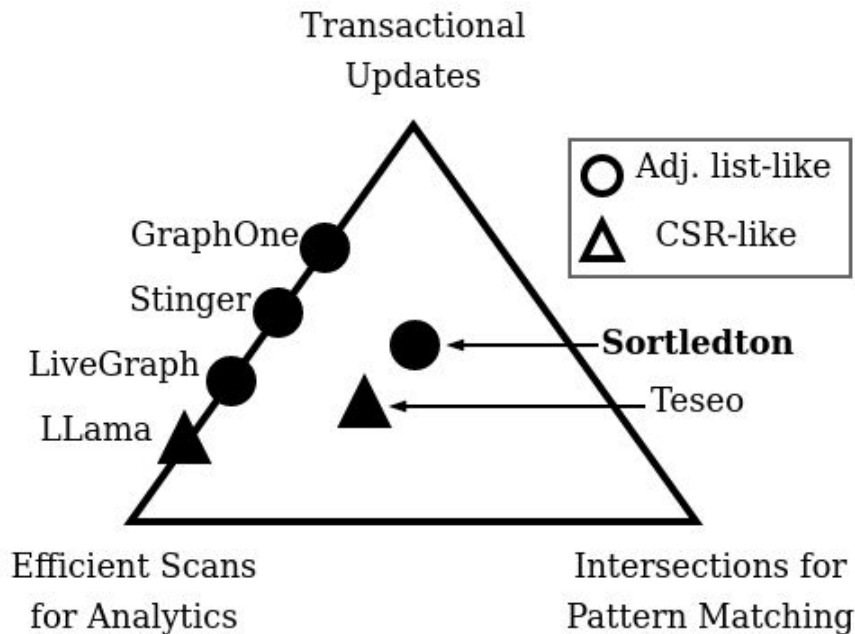 Transactional
Updates
Adj. list-like
CSR-like
GraphOne
Stinger
LiveGraph
LLama
Sortledton
Teseo
Efficient Scans
for Analytics
Intersections for
Pattern Matching